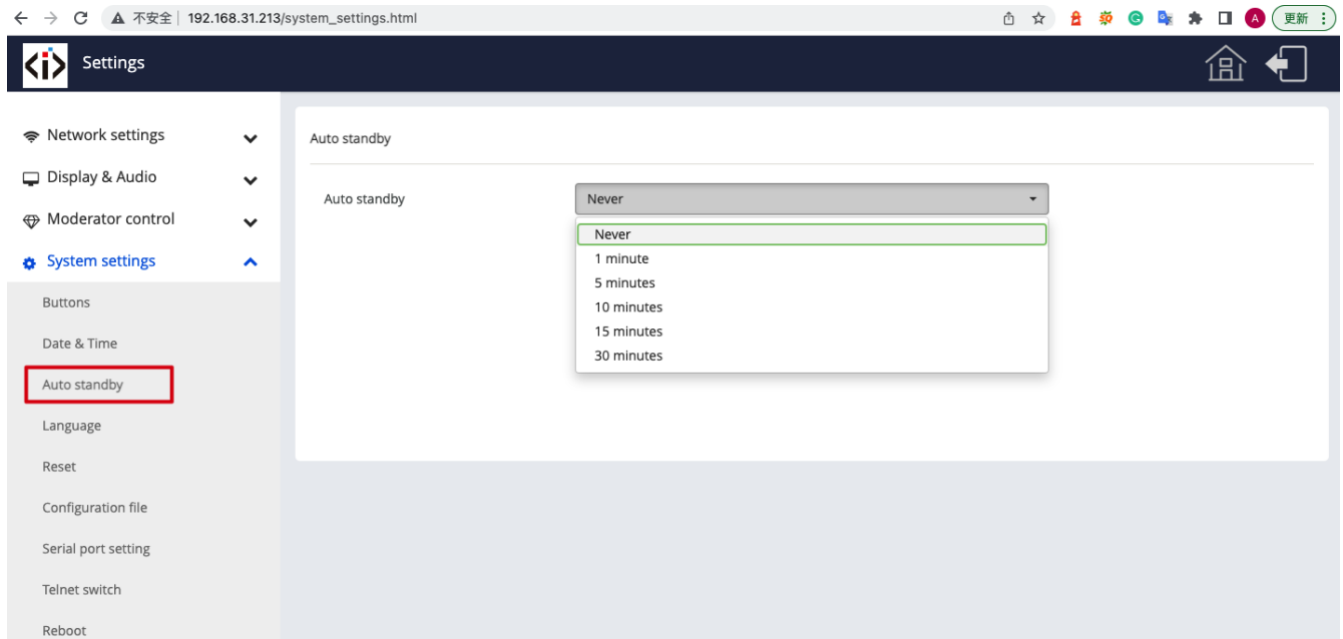 不安全 | 192.168.31.213/system_settings.html
A
更新
<i> Settings
Network settings
Display & Audio
Moderator control
System settings
Buttons
Date & Time
Auto standby
Language
Reset
Configuration file
Serial port setting
Telnet switch
Reboot
Auto standby
Auto standby
Never
Never
1 minute
5 minutes
10 minutes
15 minutes
30 minutes